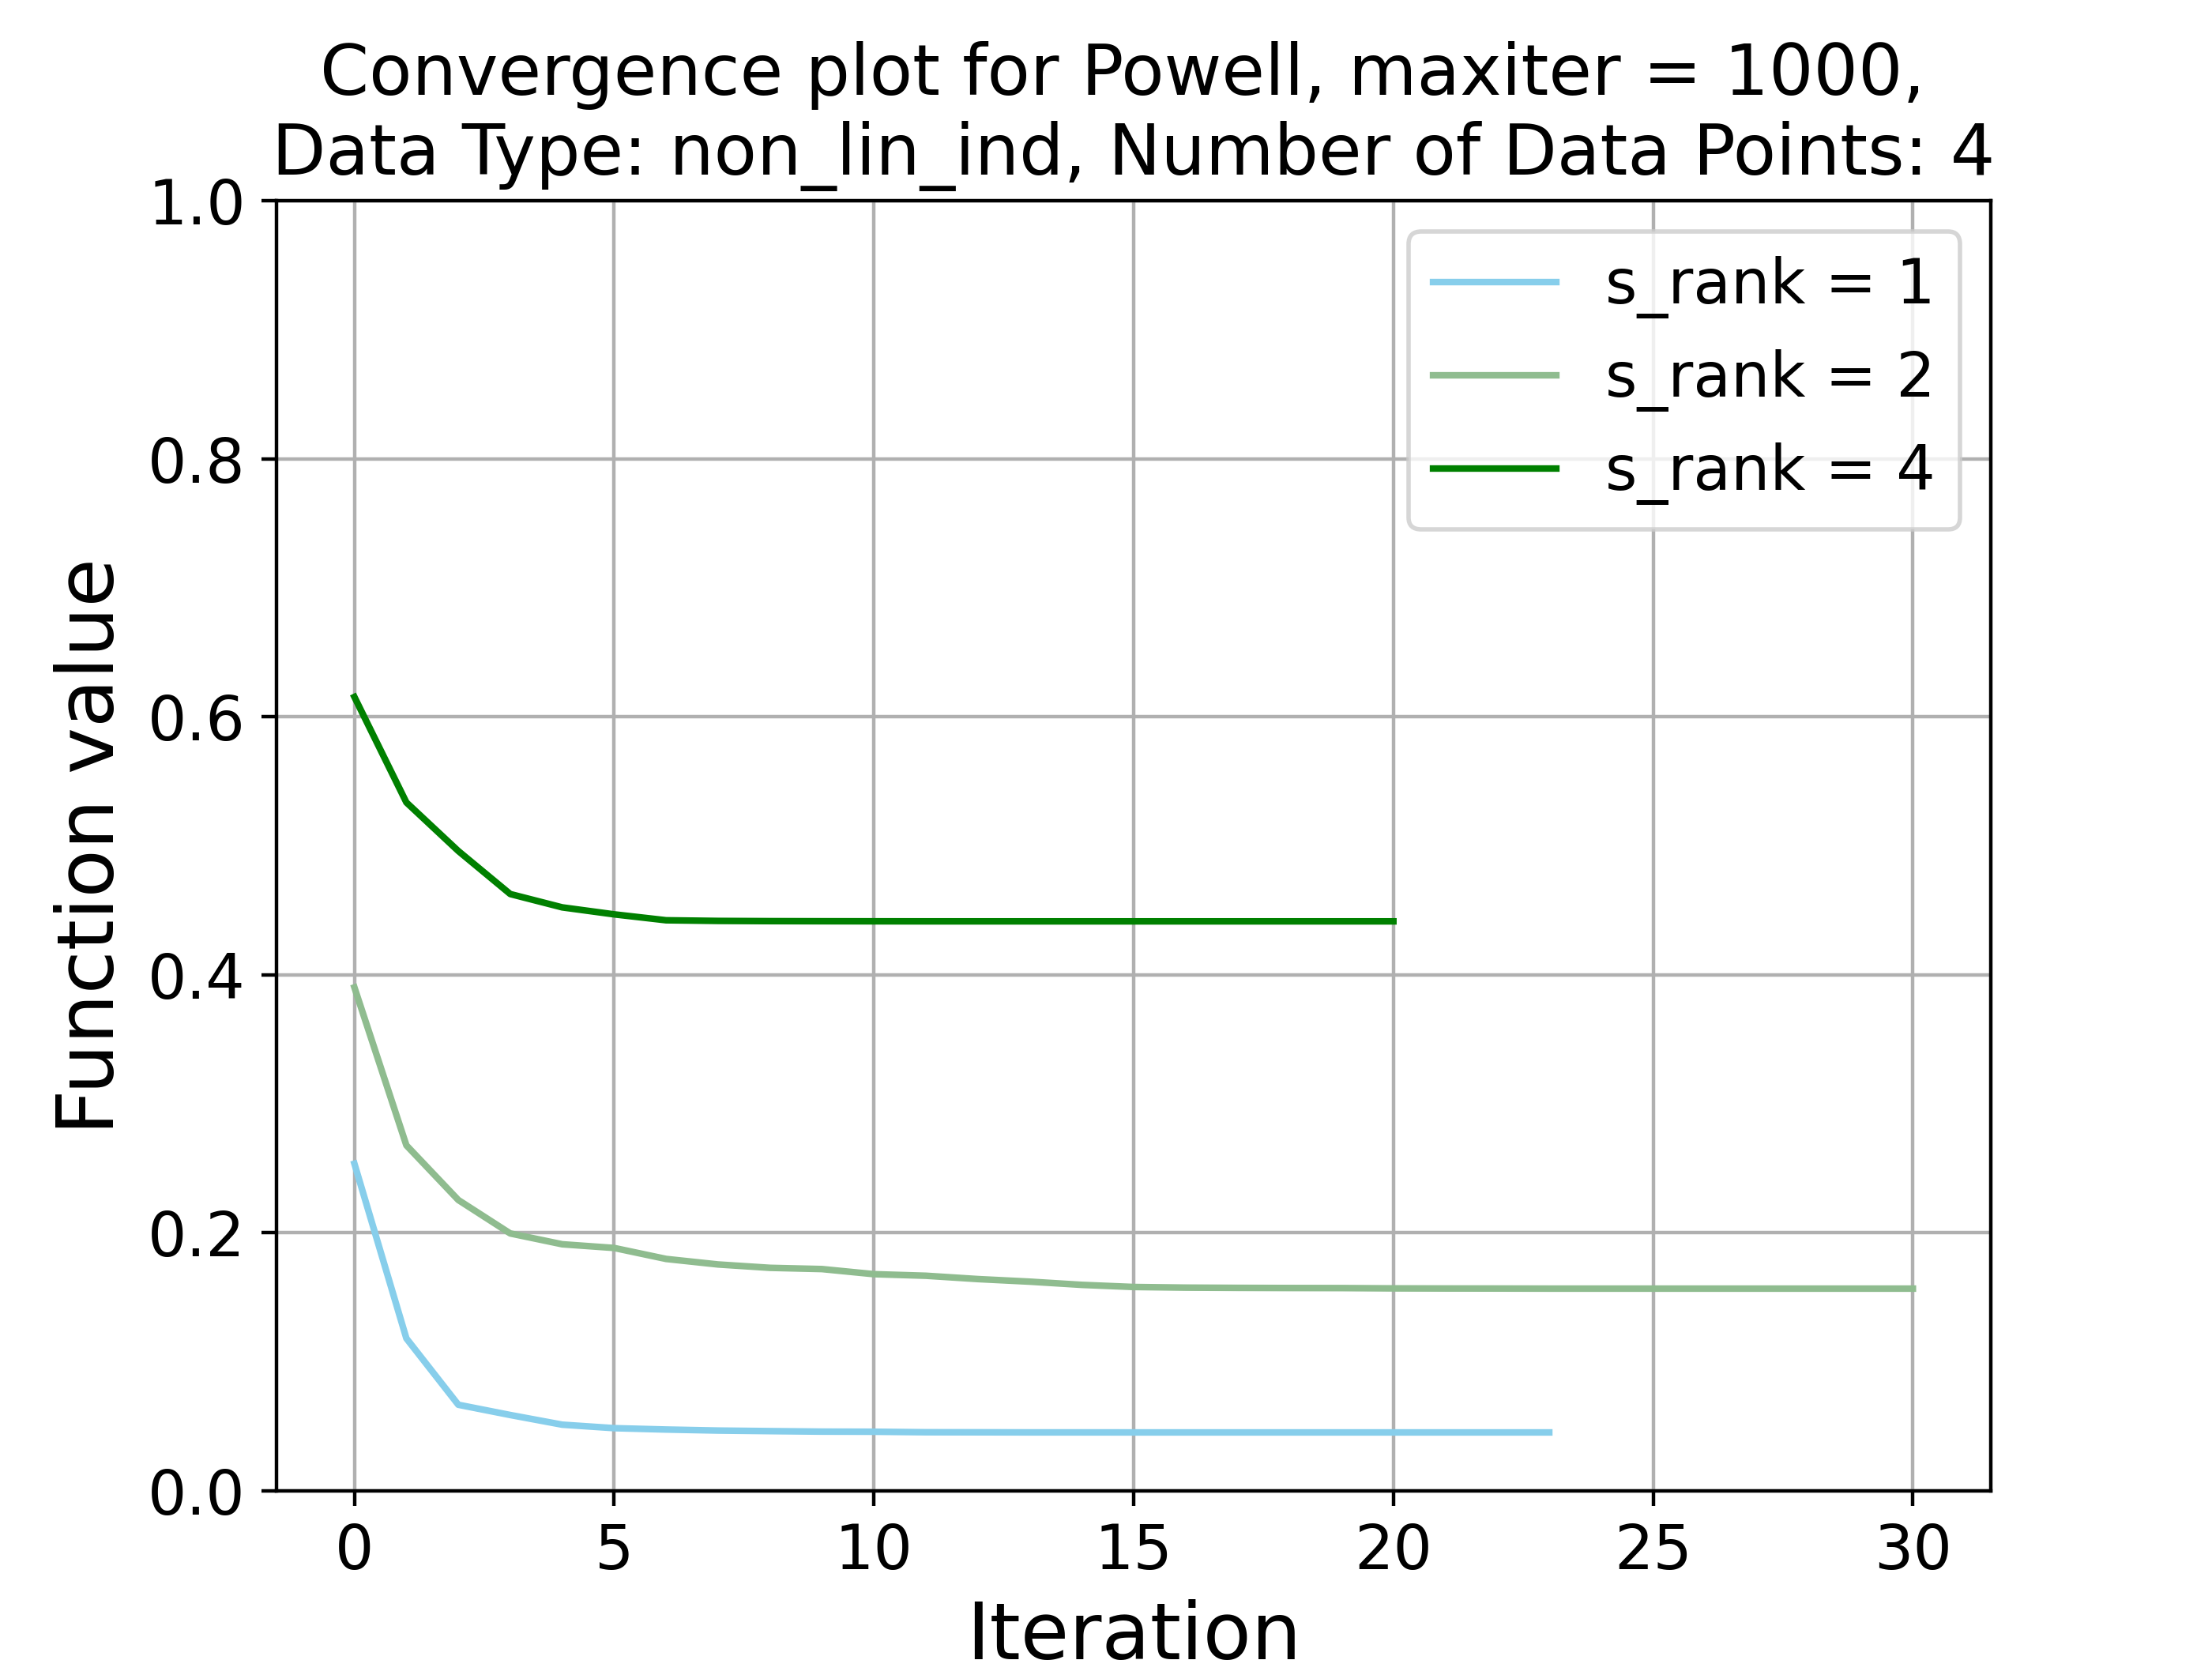 Convergence plot for Powell, maxiter = 1000,
Data Type: non_lin_ind, Number of Data Points: 4
1.0
0.8
0.6
0.4
0.2
0.0
Function value
s_rank = 1
s_rank = 2
s_rank = 4
0 5 10 15 20 25 30
Iteration